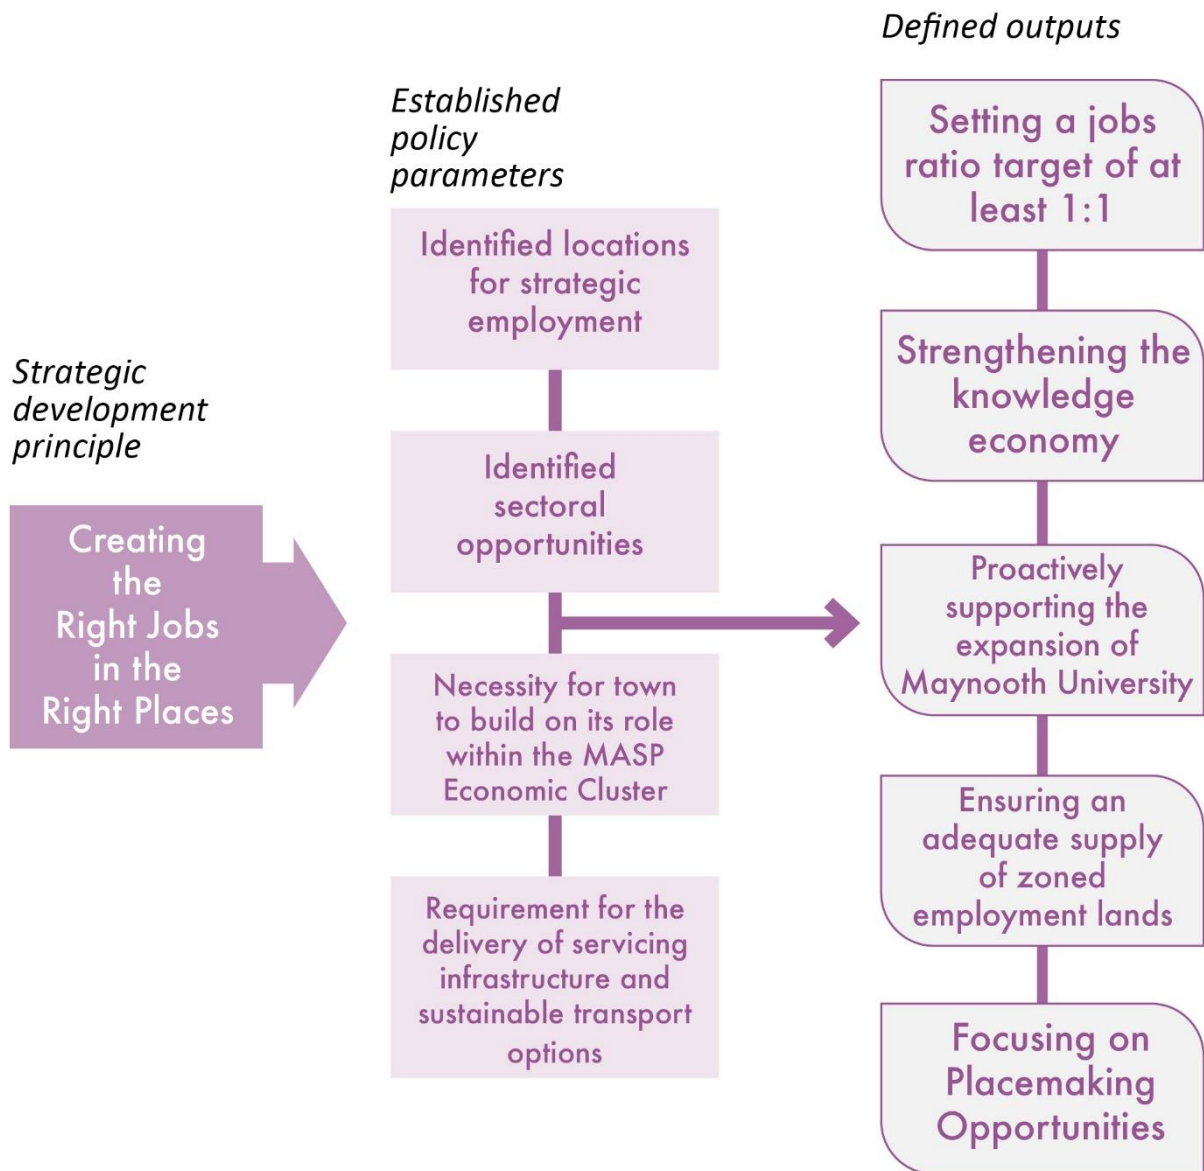 Strategic
development
principle
Creating
the
Right Jobs
in the
Right Places
Established
policy
parameters
Identified locations
for strategic
employment
Identified
sectoral
opportunities
Necessity for town
to build on its role
within the MASP
Economic Cluster
Requirement for the
delivery of servicing
infrastructure and
sustainable transport
options
Defined outputs
Setting a jobs
ratio target of at
least 1:1
Strengthening the
knowledge
economy
Proactively
supporting the
expansion of
Maynooth University
Ensuring an
adequate supply
of zoned
employment lands
Focusing on
Placemaking
Opportunities